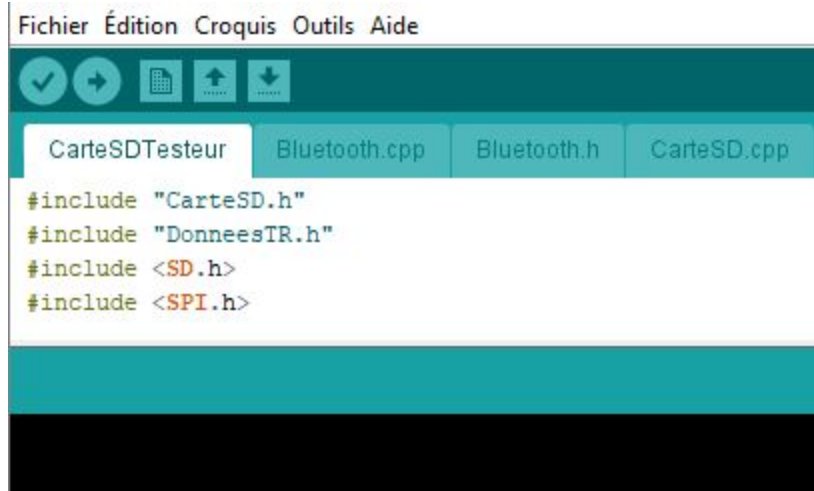 Fichier Édition Croquis Outils Aide
CarteSDTesteur Bluetooth.cpp Bluetooth.h CarteSD.cpp
#include "CarteSD.h"
#include "DonneesTR.h"
#include <SD.h>
#include <SPI.h>